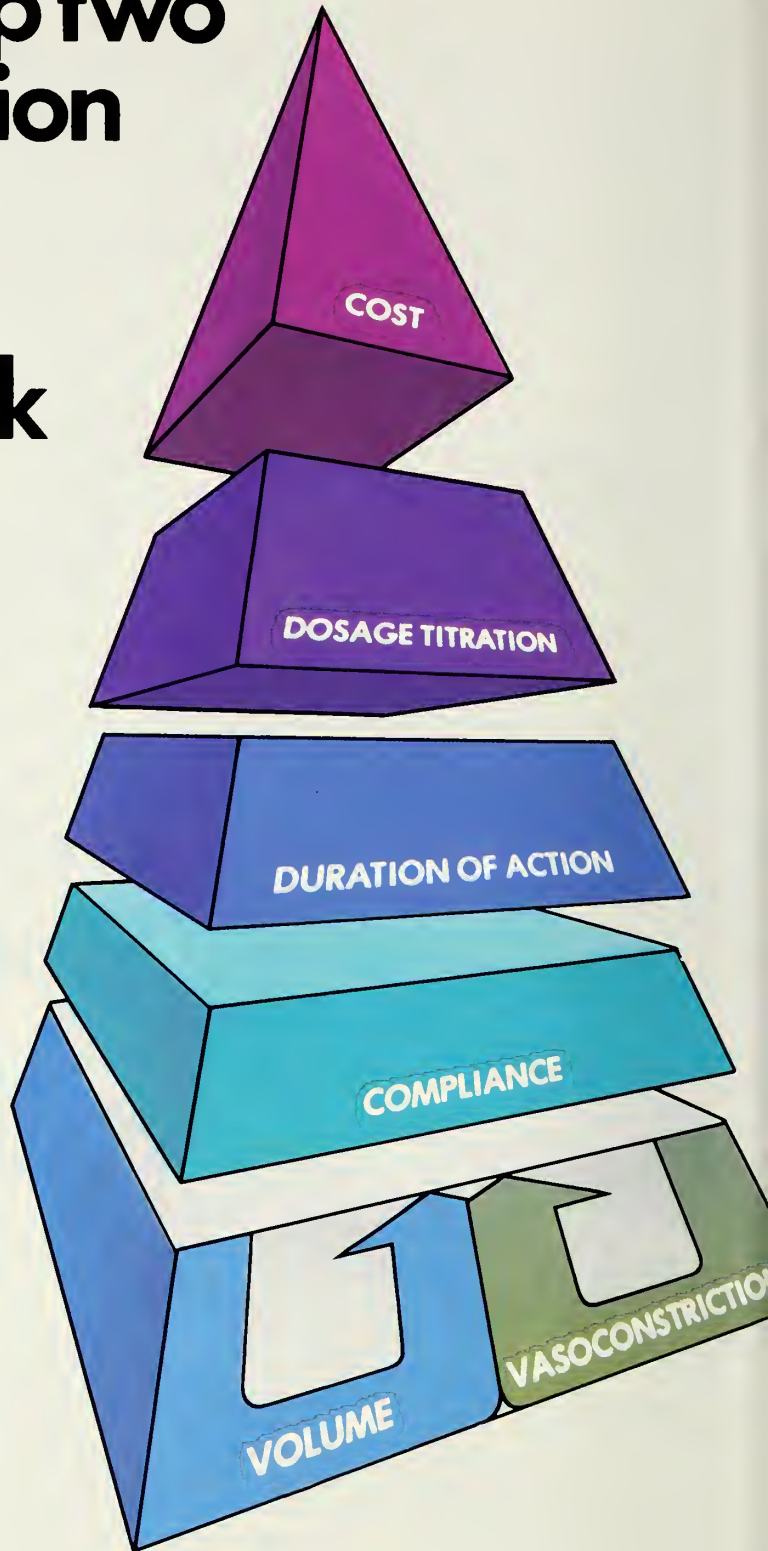 p two
ion
k
COST
DOSAGE TITRATION
DURATION OF ACTION
COMPLIANCE
VASOCONSTRICTIO
VOLUME